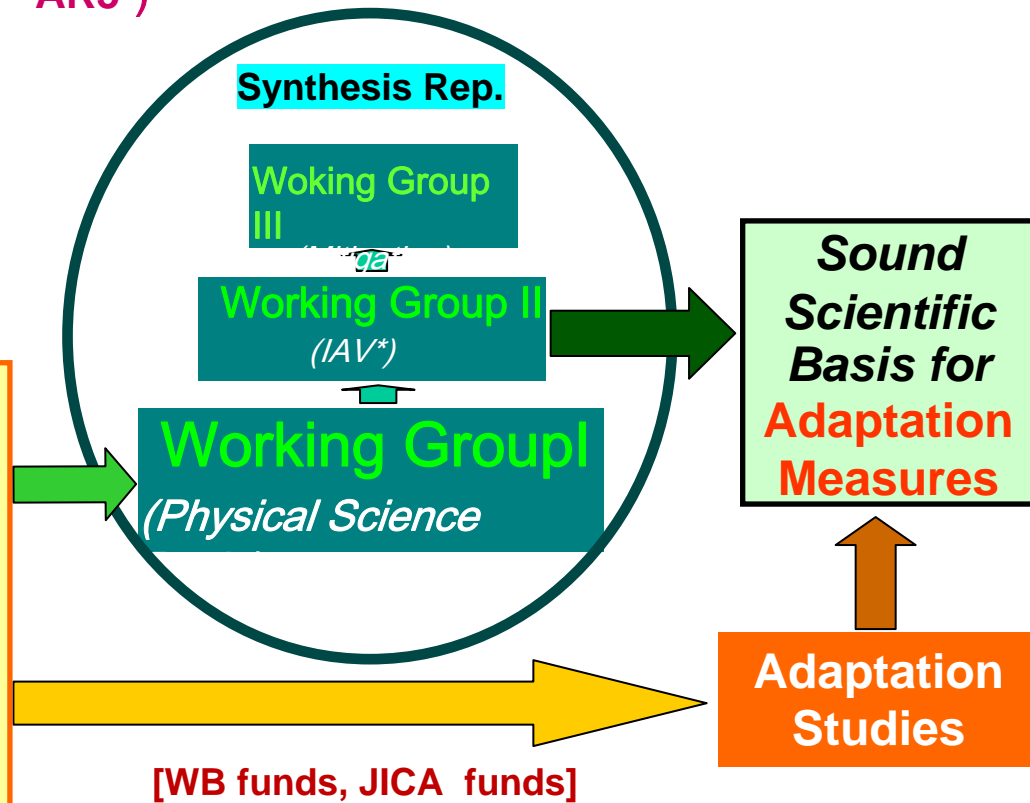 Synthesis Rep.
Woking Group
III
Working Group II
(IAV*)
Working GroupI
(Physical Science
Sound
Scientific
Basis for
Adaptation
Measures
Adaptation
Studies
[WB funds, JICA  funds]